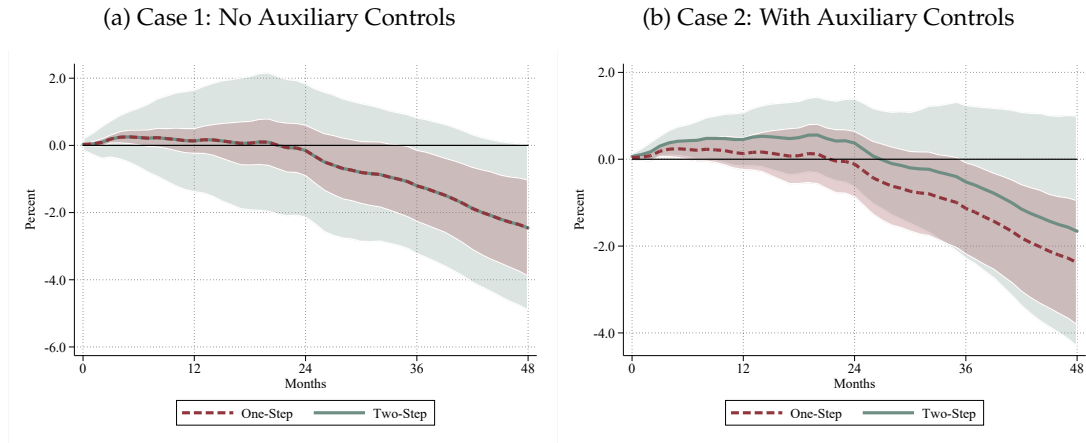 (a) Case 1: No Auxiliary Controls
2.0
0.0
-2.0
-4.0
-6.0
Percent
0
12
24
36
48
Months
One-Step
Two-Step
(b) Case 2: With Auxiliary Controls
2.0
0.0
-2.0
-4.0
Percent
0
12
24
36
48
Months
One-Step
Two-Step